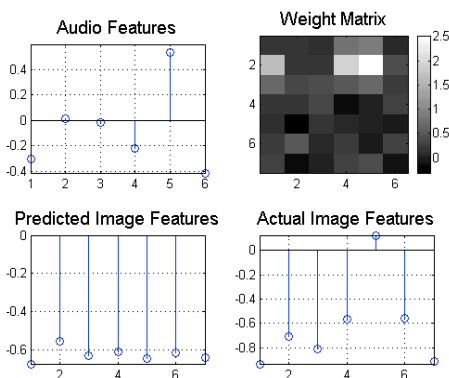 Audio Features
0.4
0.2
0
-0.2
-0.4
1 2 3 4 5 6
Weight Matrix
2
4
6
2 4 6
2.5
2
1.5
1
0.5
0
Predicted Image Features
0
-0.2
-0.4
-0.6
2 4 6
Actual Image Features
0
-0.2
-0.4
-0.6
-0.8
2 4 6